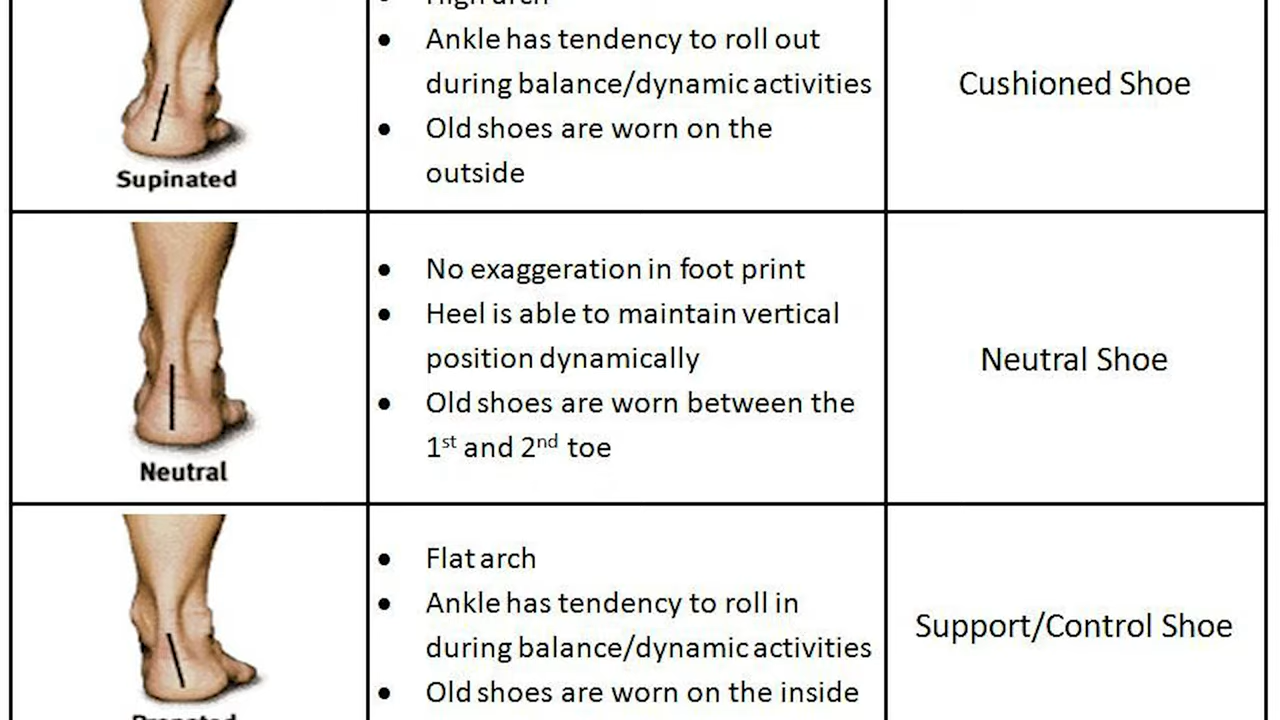 High arch
Ankle has tendency to roll out
during balance/dynamic activities
Old shoes are worn on the
outside
Supinated
Cushioned Shoe
No exaggeration in foot print
Heel is able to maintain vertical
position dynamically
Old shoes are worn between the
1st and 2nd toe
Neutral
Neutral Shoe
Flat arch
Ankle has tendency to roll in
during balance/dynamic activities
Old shoes are worn on the inside
Pronated
Support/Control Shoe